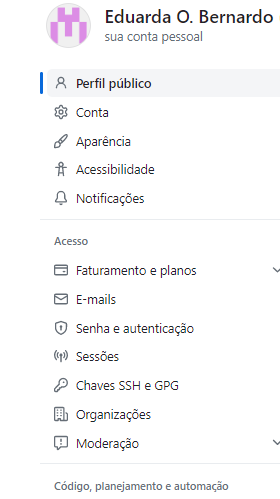 Eduarda O. Bernardo
sua conta pessoal
Perfil público
Conta
Aparência
Acessibilidade
Notificações
Acesso
Faturamento e planos
E-mails
Senha e autenticação
Sessões
Chaves SSH e GPG
Organizações
Moderação
Código, planejamento e automação